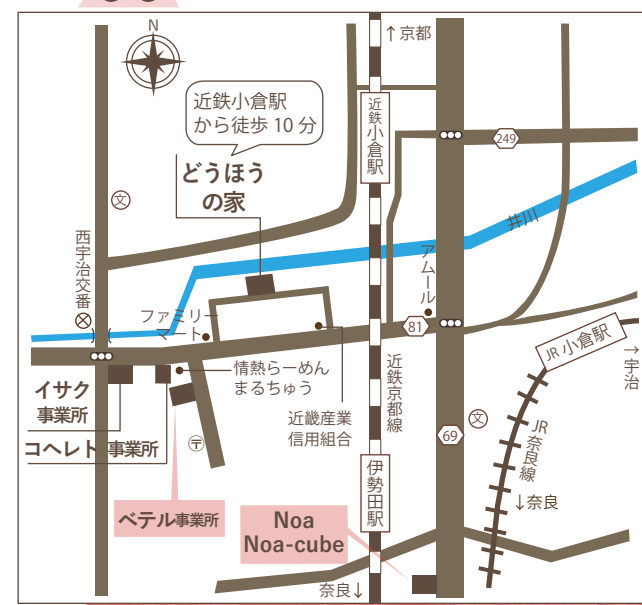 N
↑京都
近鉄小倉駅
から徒歩 10 分
近鉄小倉駅
249
どうほう
の家
文
井川
西宇治交番
ファミリー
マート
アムール
81
JR 小倉駅
→宇治
情熱らーめん
まるちゅう
近畿産業
信用組合
近鉄京都線
イサク
事業所
コヘレト 事業所
〒
69
文
JR奈良線
↓奈良
伊勢田駅
ベテル事業所
Noa
Noa-cube
奈良↓